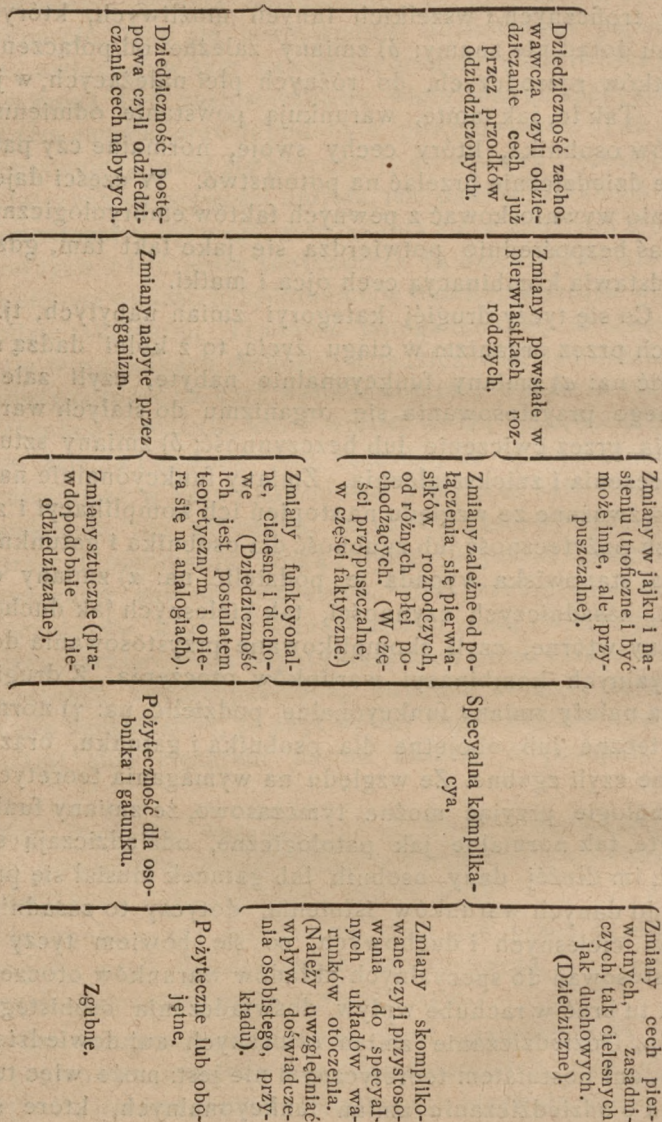 Dziedziczność zacho-
wawcza czyli odzie-
dziczanie cech już
przez przodków
odziedziczonych.
Dziedziczność postę-
powa czyli odziedzi-
czanie cech nabytych.
Zmiany powstałe w
pierwiastkach roz-
rodczych.
Zmiany nabyte przez
organizm.
Zmiany w jajku i na-
sieniu (troficzne i być
może inne, ale przy-
puszczalne).
Zmiany zależne od po-
łączenia się pierwia-
stków rozrodczych,
od różnych płci po-
chodzących. (W czę-
ści przypuszczalne,
w części faktyczne.)
Zmiany funkcyonal-
ne, cielesne i ducho-
we (Dziedziczność
ich jest postulatem
teoretycznym i opie-
ra się na analogiach).
Zmiany sztuczne (pra-
wdopodobnie nie-
odziedziczalne).
Specyalna komplika-
cya.
Pożyteczność dla oso-
bnika i gatunku.
Zmiany cech pier-
wotnych, zasadni-
czych, tak cielesnych
jak duchowych.
(Dziedziczne).
Zmiany skompliko-
wane czyli przystoso-
wania do specyal-
nych układów wa-
runków otoczenia.
(Należy uwzględniać
wpływ doświadcze-
nia osobistego, przy-
kładu).
Pożyteczne lub obo-
jętne.
Zgubne.